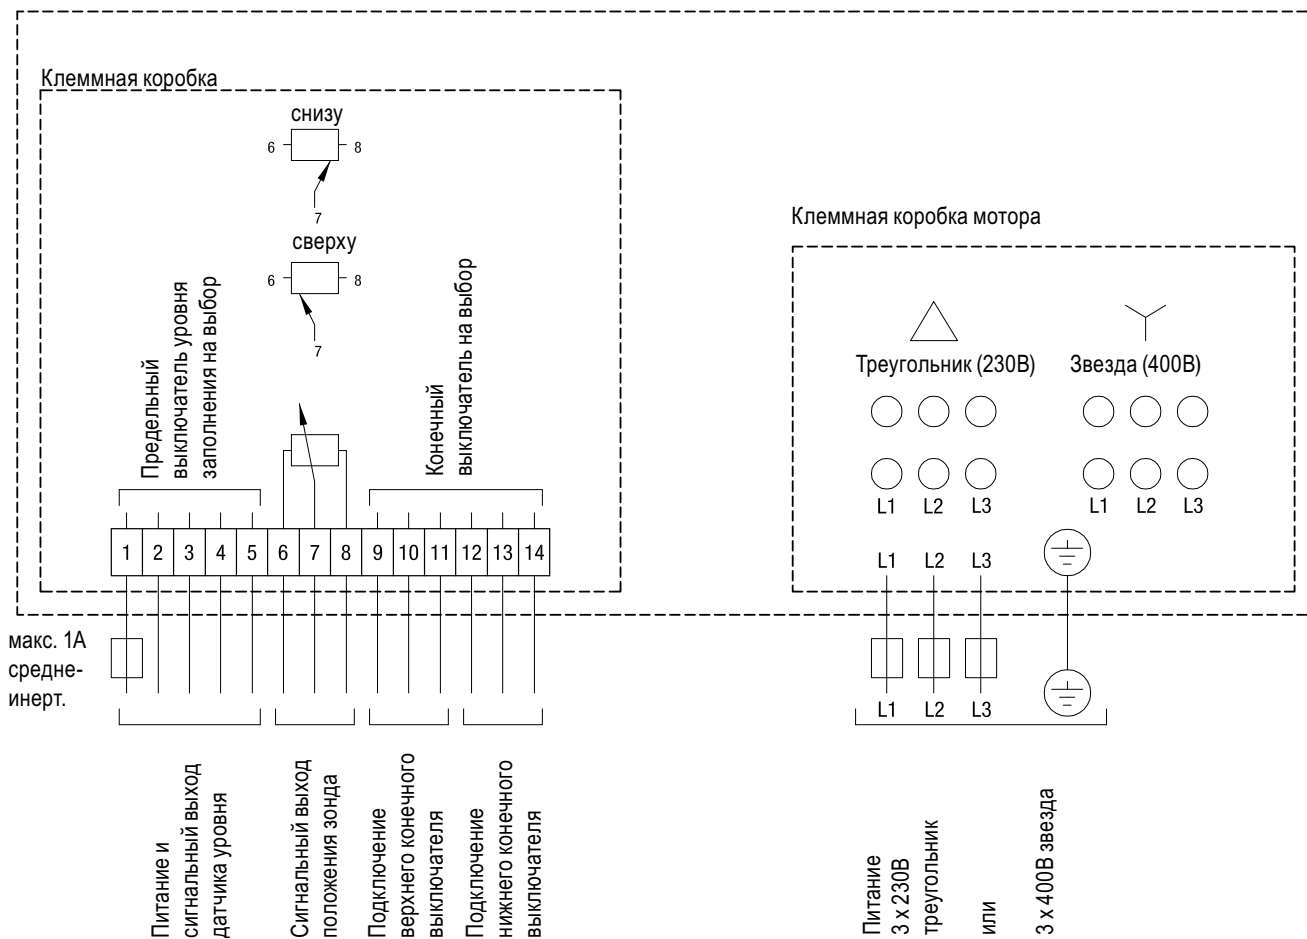 Клеммная коробка
снизу
6
8
7
сверху
6
8
7
Предельный
выключатель уровня
заполнения на выбор
Конечный
выключатель на выбор
1 2 3 4 5 6 7 8 9 10 11 12 13 14
макс. 1А
средне-
инерт.
Питание и
сигнальный выход
датчика уровня
Сигнальный выход
положения зонда
Подключение
верхнего конечного
выключателя
Подключение
нижнего конечного
выключателя
Клеммная коробка мотора
Треугольник (230В)
Звезда (400В)
L1 L2 L3
L1 L2 L3
L1 L2 L3
L1 L2 L3
Питание
3 x 230В
треугольник
или
3 x 400В звезда